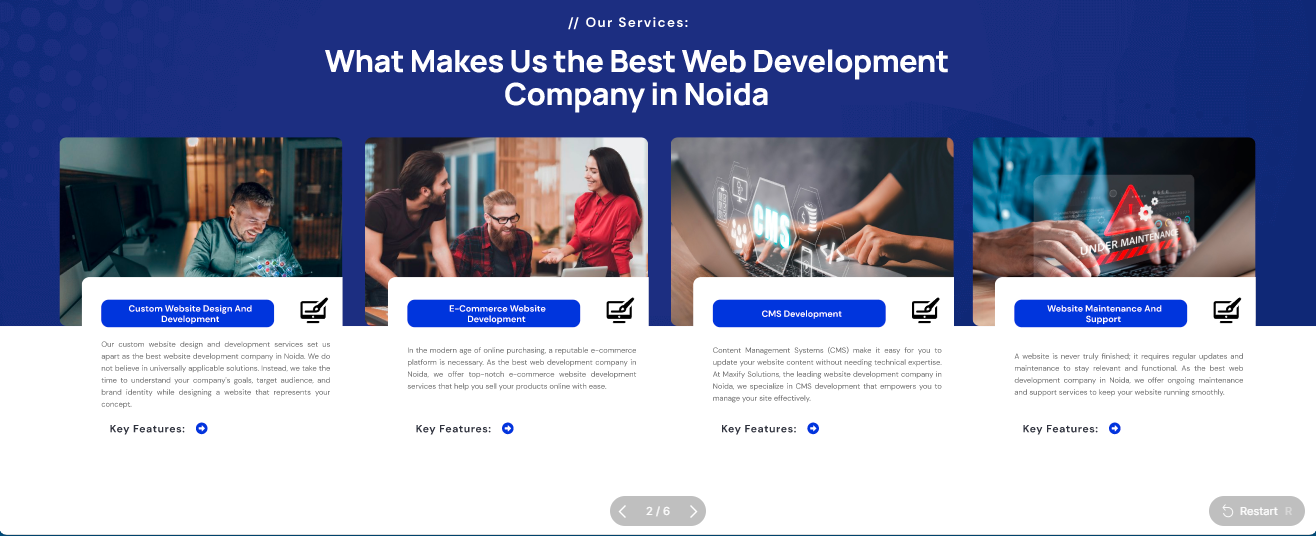 // Our Services:
What Makes Us the Best Web Development
Company in Noida
CMS
</>
UNDER MAINTENANCE
Custom Website Design And
Development
Our custom website design and development services set us
apart as the best website development company in Noida. We do
not believe in universally applicable solutions. Instead, we take the
time to understand your company's goals, target audience, and
brand identity while designing a website that represents your
concept.
Key Features:
E-Commerce Website
Development
In the modern age of online purchasing, a reputable e-commerce
platform is necessary. As the best web development company in
Noida, we offer top-notch e-commerce website development
services that help you sell your products online with ease.
Key Features:
CMS Development
Content Management Systems (CMS) make it easy for you to
update your website content without needing technical expertise.
At Maxify Solutions, the leading website development company in
Noida, we specialize in CMS development that empowers you to
manage your site effectively.
Key Features:
Website Maintenance And
Support
A website is never truly finished; it requires regular updates and
maintenance to stay relevant and functional. As the best web
development company in Noida, we offer ongoing maintenance
and support services to keep your website running smoothly.
Key Features:
2 / 6
Restart R